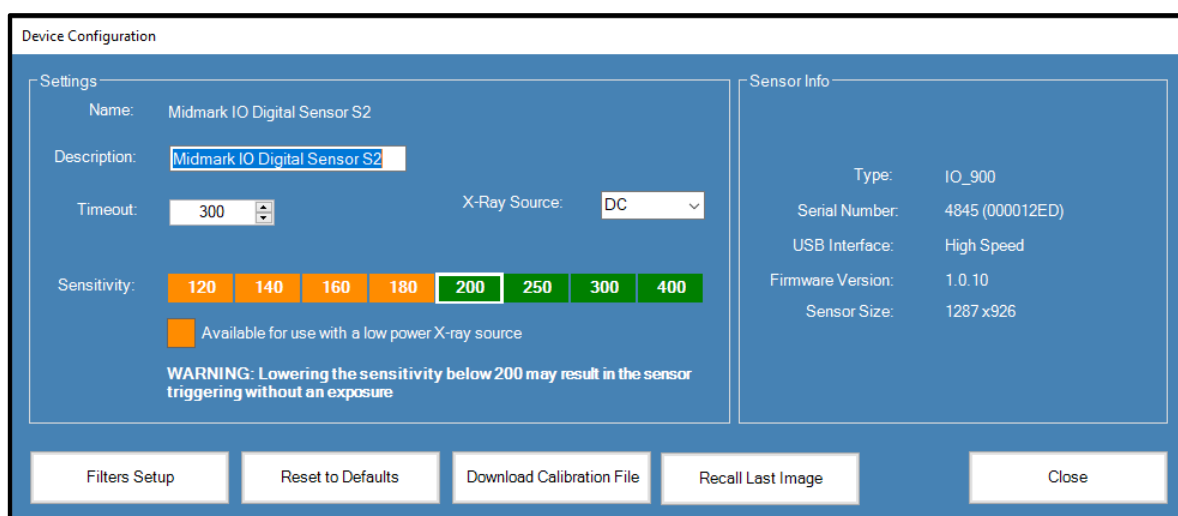 Device Configuration
Settings
Name: Midmark IO Digital Sensor S2
Description: Midmark IO Digital Sensor S2
Timeout: 300 X-Ray Source: DC
Sensitivity: 120 140 160 180 200 250 300 400
Available for use with a low power X-ray source
WARNING: Lowering the sensitivity below 200 may result in the sensor
triggering without an exposure
Sensor Info
Type: IO_900
Serial Number: 4845 (000012ED)
USB Interface: High Speed
Firmware Version: 1.0.10
Sensor Size: 1287 x926
Filters Setup Reset to Defaults Download Calibration File Recall Last Image Close